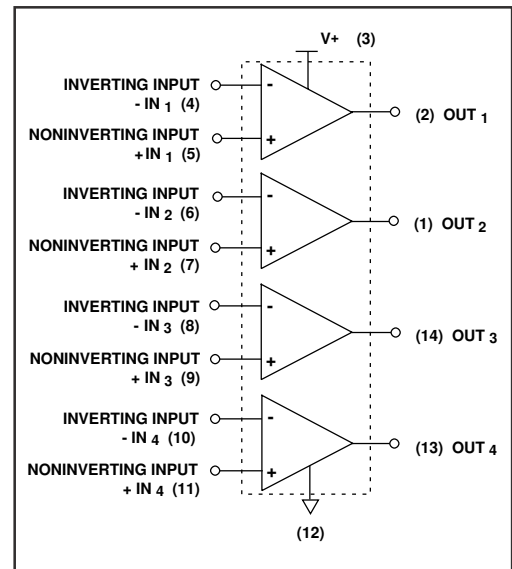 V+ (3)
INVERTING INPUT
- IN 1 (4)
-
(2) OUT 1
NONINVERTING INPUT
+IN 1 (5)
+
INVERTING INPUT
- IN 2 (6)
-
(1) OUT 2
NONINVERTING INPUT
+ IN 2 (7)
+
INVERTING INPUT
- IN 3 (8)
-
(14) OUT 3
NONINVERTING INPUT
+ IN 3 (9)
+
INVERTING INPUT
- IN 4 (10)
-
(13) OUT 4
NONINVERTING INPUT
+ IN 4 (11)
+
(12)